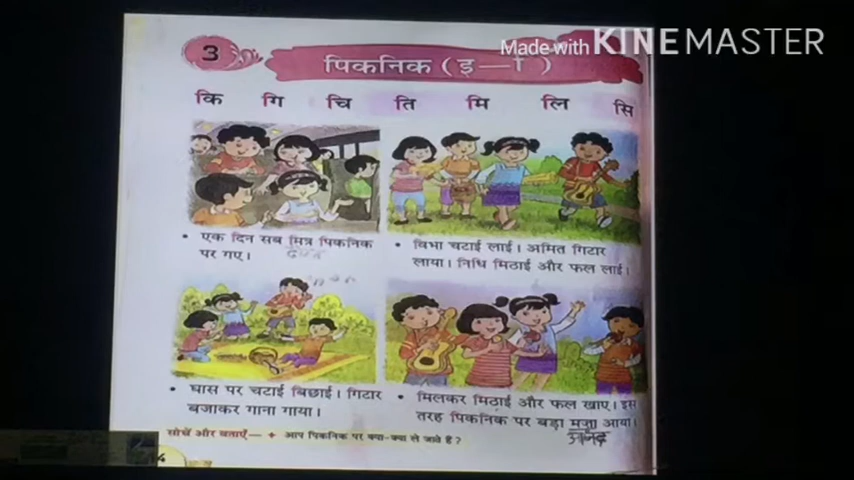 Made with KINEMASTER
3
पिकनिक (इ—ि)
कि गि चि ति मि लि सि
• एक दिन सब मित्र पिकनिक
पर गए।
• विभा चटाई लाई। अमित गिटार
लाया। निधि मिठाई और फल लाई।
• घास पर चटाई बिछाई। गिटार
बजाकर गाना गाया।
• मिलकर मिठाई और फल खाए। इस
तरह पिकनिक पर बड़ा मज़ा आया।
आनंद
सोचें और बताएँ— + आप पिकनिक पर क्या-क्या ले जाते हैं ?